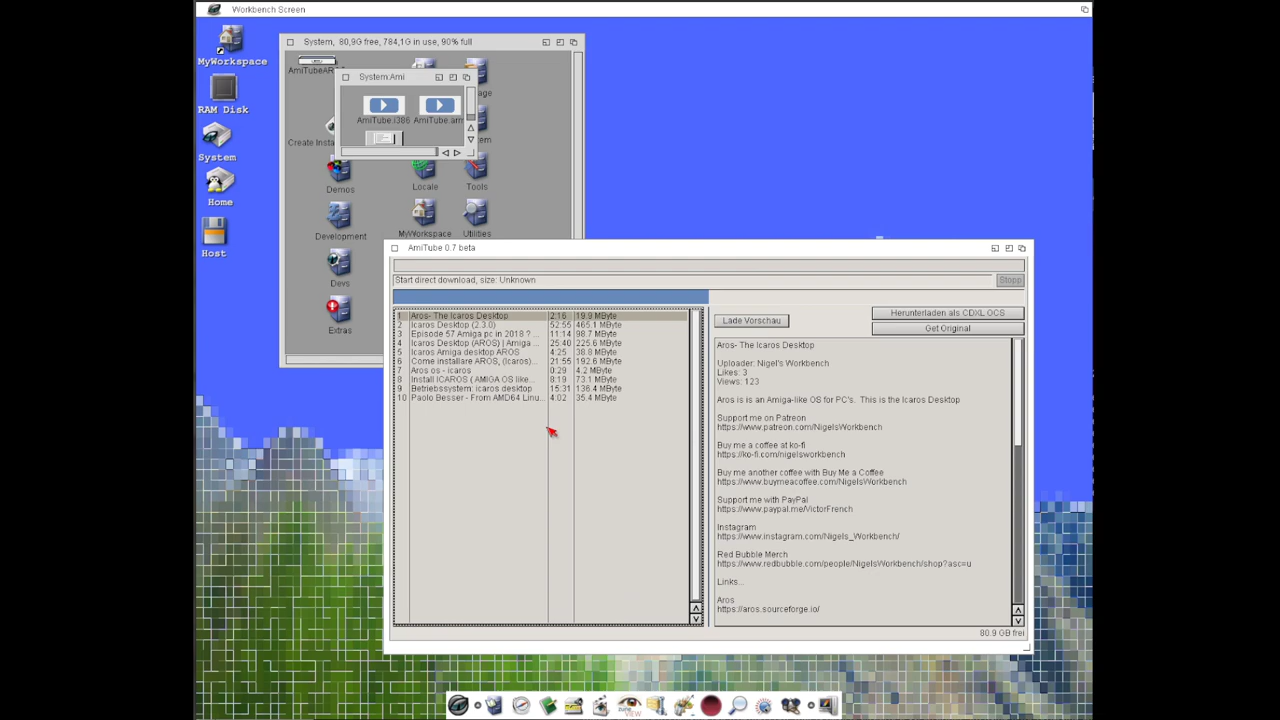 Workbench Screen
MyWorkspace
RAM Disk
System
Home
Host
System, 80,9G free, 784,1G in use, 90% full
Create Insta
Demos
Locale
Tools
Development
MyWorkspace
Utilities
Devs
Extras
System:Ami
AmiTube.i386
AmiTube.arm
AmiTube 0.7 beta
Start direct download, size: Unknown
Stopp
1 Aros- The Icaros Desktop 2:16 19.9 MByte
2 Icaros Desktop (2.3.0) 52:55 465.1 MByte
3 Episode 57 Amiga pc in 2018 ? ... 11:14 98.7 MByte
4 Icaros Desktop (AROS) | Amiga ... 25:40 225.6 MByte
5 Icaros Amiga desktop AROS 4:25 38.8 MByte
6 Come installare AROS, (Icaros)... 21:55 192.6 MByte
7 Aros os - icaros 0:29 4.2 MByte
8 Install ICAROS ( AMIGA OS like... 8:19 73.1 MByte
9 Betriebssystem: icaros desktop 15:31 136.4 MByte
10 Paolo Besser - From AMD64 Linu... 4:02 35.4 MByte
Lade Vorschau
Herunterladen als CDXL OCS
Get Original
Aros- The Icaros Desktop
Uploader: Nigel's Workbench
Likes: 3
Views: 123
Aros is is an Amiga-like OS for PC's.  This is the Icaros Desktop
Support me on Patreon
https://www.patreon.com/NigelsWorkbench
Buy me a coffee at ko-fi
https://ko-fi.com/nigelsworkbench
Buy me another coffee with Buy Me a Coffee
https://www.buymeacoffee.com/NigelsWorkbench
Support me with PayPal
https://www.paypal.me/VictorFrench
Instagram
https://www.instagram.com/Nigels_Workbench/
Red Bubble Merch
https://www.redbubble.com/people/NigelsWorkbench/shop?asc=u
Links...
Aros
https://aros.sourceforge.io/
80.9 GB frei